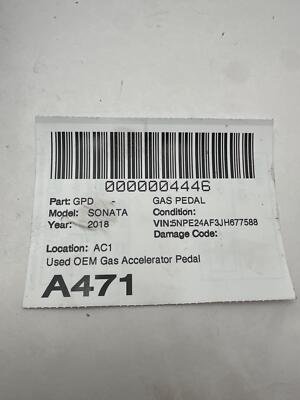 0000004446
Part: GPD - GAS PEDAL
Model: SONATA Condition:
Year: 2018 VIN:5NPE24AF3JH677588
Damage Code:
Location: AC1
Used OEM Gas Accelerator Pedal
A471